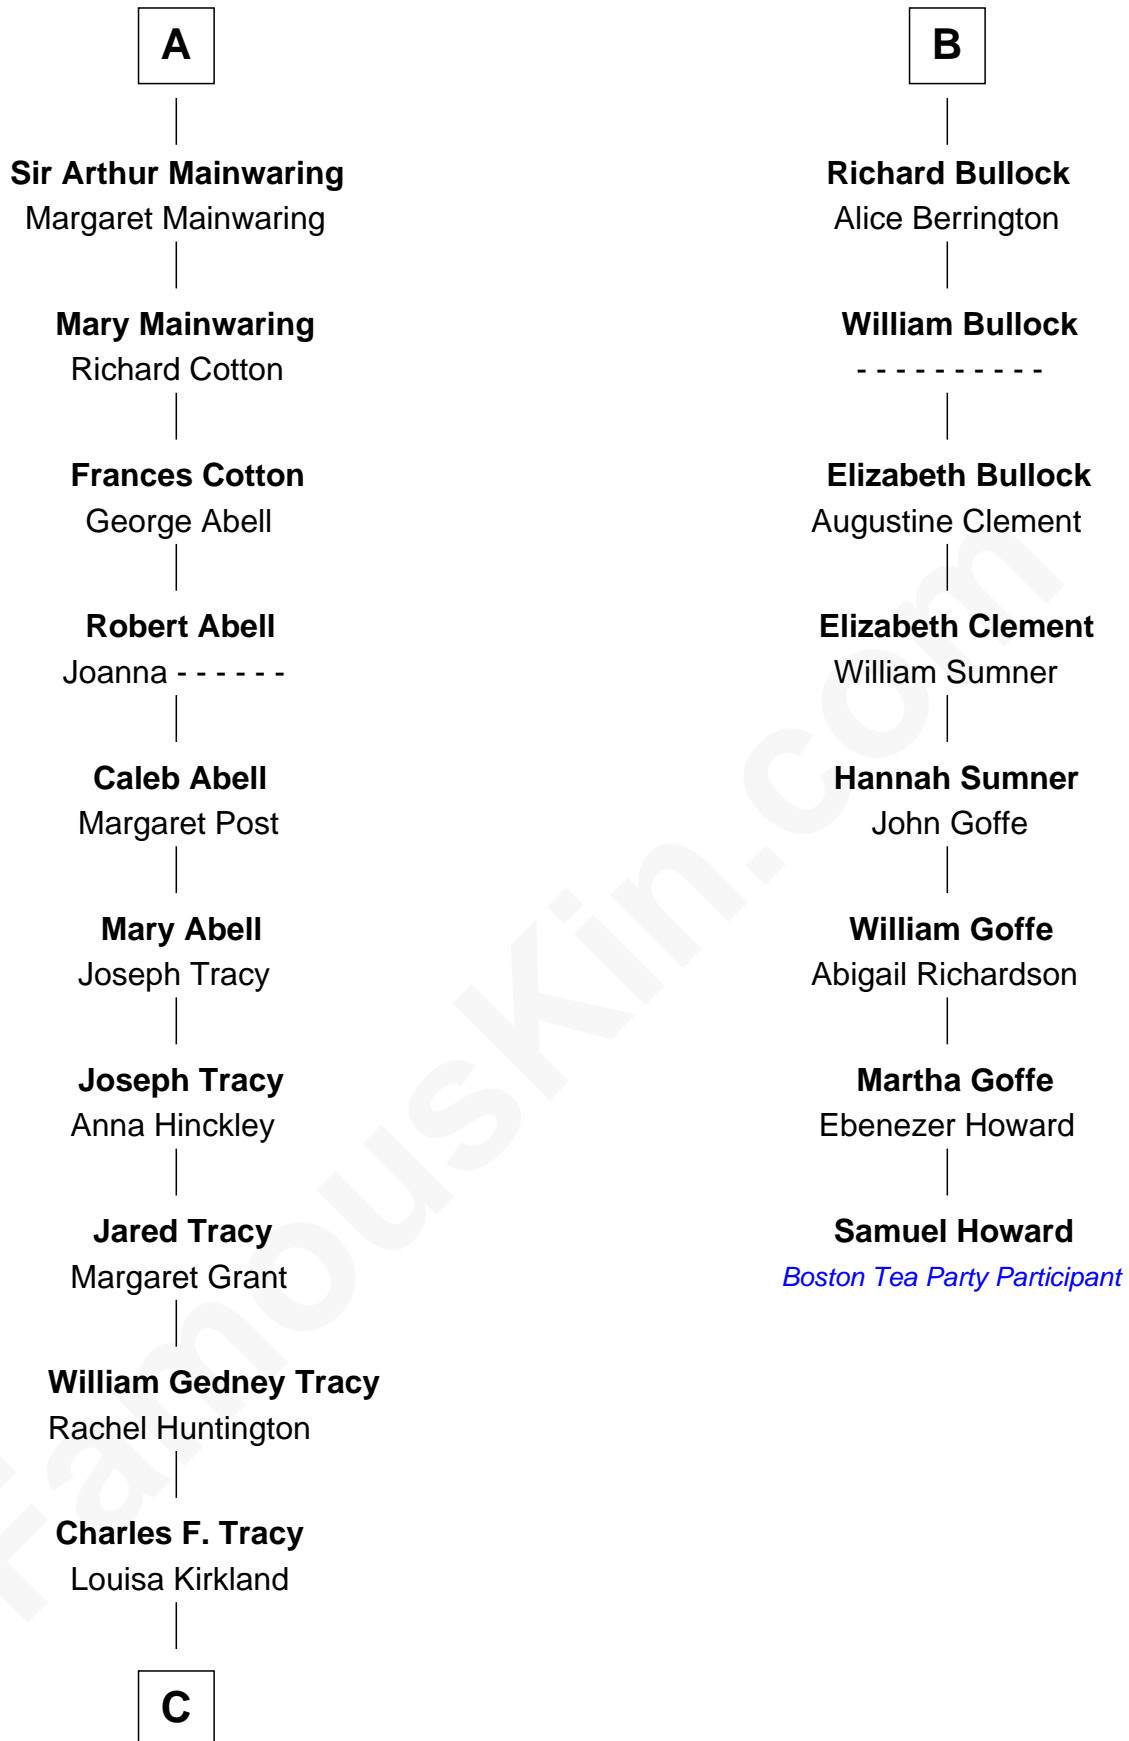 A
Sir Arthur Mainwaring
Margaret Mainwaring
Mary Mainwaring
Richard Cotton
Frances Cotton
George Abell
Robert Abell
Joanna - - - - - -
Caleb Abell
Margaret Post
Mary Abell
Joseph Tracy
Joseph Tracy
Anna Hinckley
Jared Tracy
Margaret Grant
William Gedney Tracy
Rachel Huntington
Charles F. Tracy
Louisa Kirkland
C
B
Richard Bullock
Alice Berrington
William Bullock
- - - - - - - - - -
Elizabeth Bullock
Augustine Clement
Elizabeth Clement
William Sumner
Hannah Sumner
John Goffe
William Goffe
Abigail Richardson
Martha Goffe
Ebenezer Howard
Samuel Howard
Boston Tea Party Participant
FamousKin.com